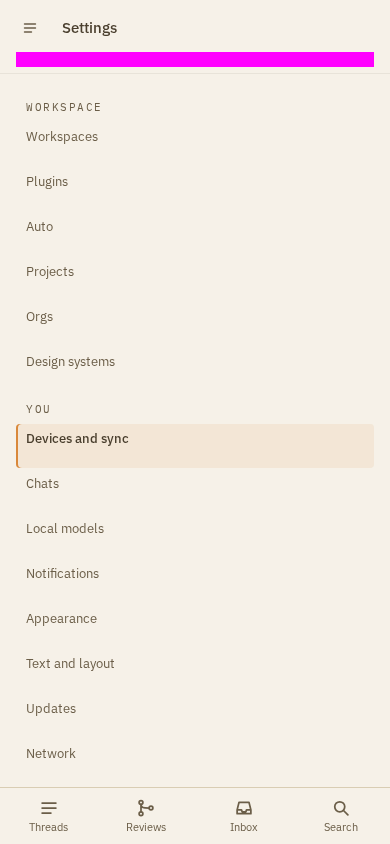 Settings
WORKSPACE
Workspaces
Plugins
Auto
Projects
Orgs
Design systems
YOU
Devices and sync
Chats
Local models
Notifications
Appearance
Text and layout
Updates
Network
Threads
Reviews
Inbox
Search